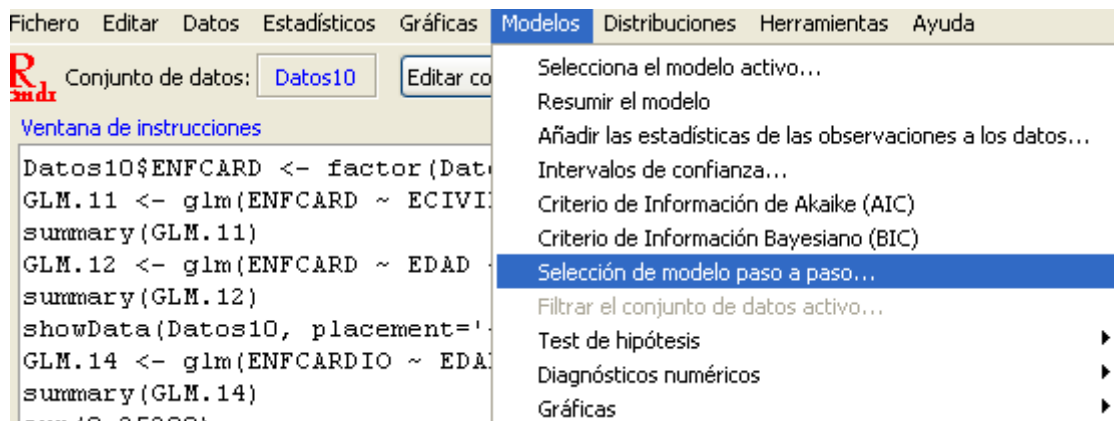 Fichero Editar Datos Estadísticos Gráficas Modelos Distribuciones Herramientas Ayuda
R
cmdr
Conjunto de datos: Datos10 Editar co
Ventana de instrucciones
Datos10$ENFCARD <- factor(Dat
GLM.11 <- glm(ENFCARD ~ ECIVI
summary(GLM.11)
GLM.12 <- glm(ENFCARD ~ EDAD
summary(GLM.12)
showData(Datos10, placement='
GLM.14 <- glm(ENFCARDIO ~ EDA
summary(GLM.14)
Selecciona el modelo activo...
Resumir el modelo
Añadir las estadísticas de las observaciones a los datos...
Intervalos de confianza...
Criterio de Información de Akaike (AIC)
Criterio de Información Bayesiano (BIC)
Selección de modelo paso a paso...
Filtrar el conjunto de datos activo...
Test de hipótesis
Diagnósticos numéricos
Gráficas